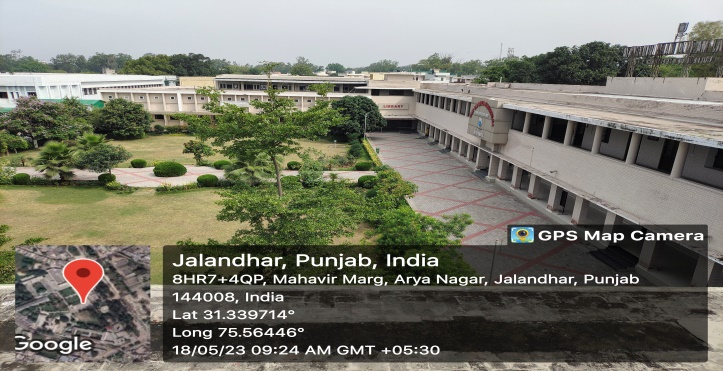 LIBRARY
GPS Map Camera
Jalandhar, Punjab, India
8HR7+4QP, Mahavir Marg, Arya Nagar, Jalandhar, Punjab
144008, India
Lat 31.339714°
Long 75.56446°
18/05/23 09:24 AM GMT +05:30
Google